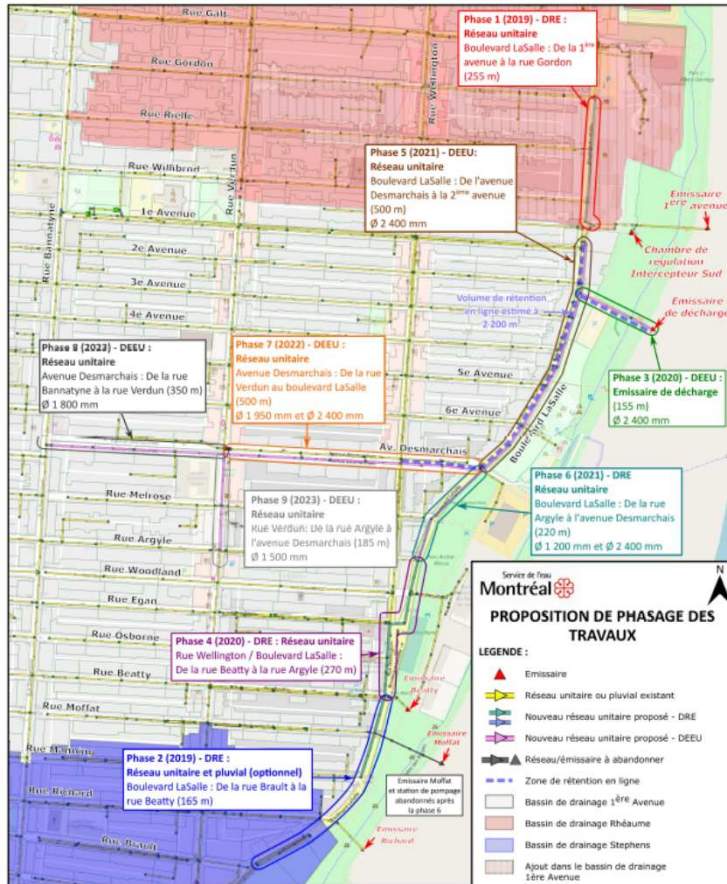 Rue Galt
Rue Gordon
Rue Rielle
Rue Willibrod
1e Avenue
2e Avenue
3e Avenue
4e Avenue
5e Avenue
6e Avenue
Rue Bannatyne
Rue Verdun
Rue Wellington
Phase 1 (2019) - DRE :
Réseau unitaire
Boulevard LaSalle : De la 1ère
avenue à la rue Gordon
(255 m)
Phase 5 (2021) - DEEU:
Réseau unitaire
Boulevard LaSalle : De l'avenue
Desmarchais à la 2ième avenue
(500 m)
Ø 2 400 mm
Emissaire
1ere avenue
Chambre de
régulation
Intercepteur Sud
Volume de rétention
en ligne estimé à
2 200 m³
Emissaire
de décharge
Phase 8 (2023) - DEEU :
Réseau unitaire
Avenue Desmarchais : De la rue
Bannatyne à la rue Verdun (350 m)
Ø 1 800 mm
Phase 7 (2022) - DEEU :
Réseau unitaire
Avenue Desmarchais : De la rue
Verdun au boulevard LaSalle
(500 m)
Ø 1 950 mm et Ø 2 400 mm
Phase 3 (2020) - DEEU :
Emissaire de décharge
(155 m)
Ø 2 400 mm
Boulevard LaSalle
Av. Desmarchais
Rue Melrose
Rue Argyle
Rue Woodland
Rue Egan
Rue Osborne
Rue Beatty
Rue Moffat
Rue Manning
Rue Richard
Rue Brault
Phase 9 (2023) - DEEU:
Réseau unitaire
Rue Verdun: De la rue Argyle à
l'avenue Desmarchais (185 m)
Ø 1 500 mm
Phase 6 (2021) - DRE
Réseau unitaire
Boulevard LaSalle : De la rue
Argyle à l'avenue Desmarchais
(220 m)
Ø 1 200 mm et Ø 2 400 mm
Phase 4 (2020) - DRE : Réseau unitaire
Rue Wellington / Boulevard LaSalle :
De la rue Beatty à la rue Argyle (270 m)
Emissaire
Beatty
Emissaire
Moffat
Phase 2 (2019) - DRE :
Réseau unitaire et pluvial (optionnel)
Boulevard LaSalle : De la rue Brault à la
rue Beatty (165 m)
Emissaire Moffat
et station de pompage
abandonnés après
la phase 6
Emissaire
Richard
Service de l'eau
Montréal
N
PROPOSITION DE PHASAGE DES
TRAVAUX
LEGENDE :
Emissaire
Réseau unitaire ou pluvial existant
Nouveau réseau unitaire proposé - DRE
Nouveau réseau unitaire proposé - DEEU
Réseau/émissaire à abandonner
Zone de rétention en ligne
Bassin de drainage 1ère Avenue
Bassin de drainage Rhéaume
Bassin de drainage Stephens
Ajout dans le bassin de drainage
1ère Avenue